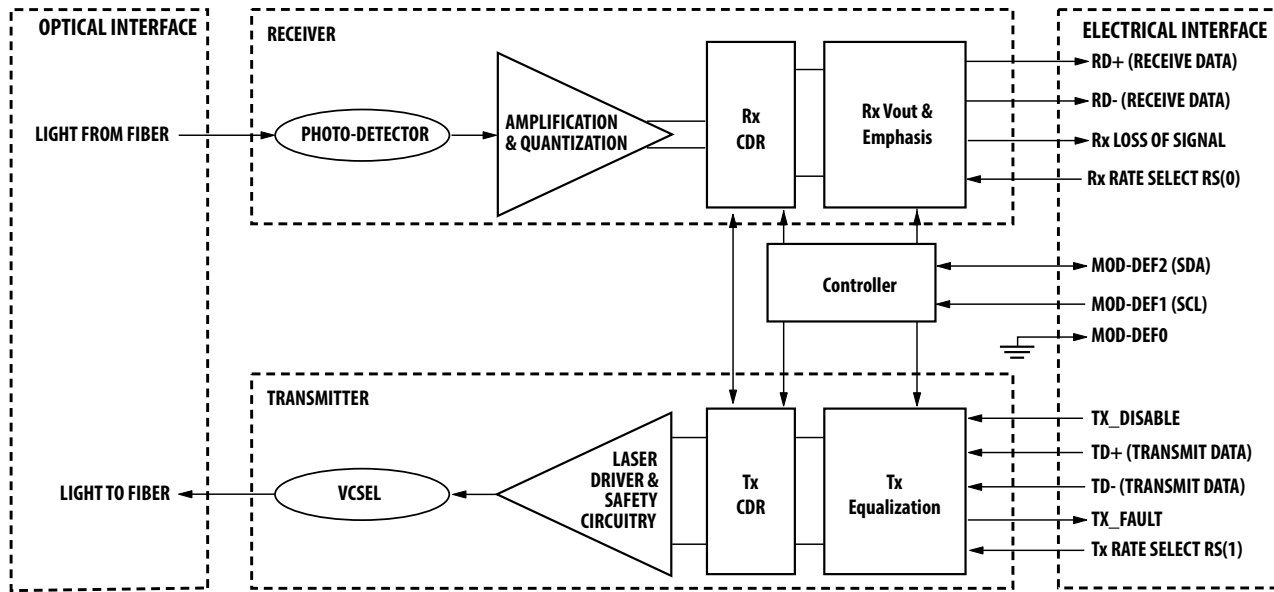 OPTICAL INTERFACE
RECEIVER
ELECTRICAL INTERFACE
LIGHT FROM FIBER
PHOTO-DETECTOR
AMPLIFICATION
& QUANTIZATION
Rx
CDR
Rx Vout &
Emphasis
RD+ (RECEIVE DATA)
RD- (RECEIVE DATA)
Rx LOSS OF SIGNAL
Rx RATE SELECT RS(0)
Controller
MOD-DEF2 (SDA)
MOD-DEF1 (SCL)
MOD-DEF0
TRANSMITTER
LIGHT TO FIBER
VCSEL
LASER
DRIVER &
SAFETY
CIRCUITRY
Tx
CDR
Tx
Equalization
TX_DISABLE
TD+ (TRANSMIT DATA)
TD- (TRANSMIT DATA)
TX_FAULT
Tx RATE SELECT RS(1)